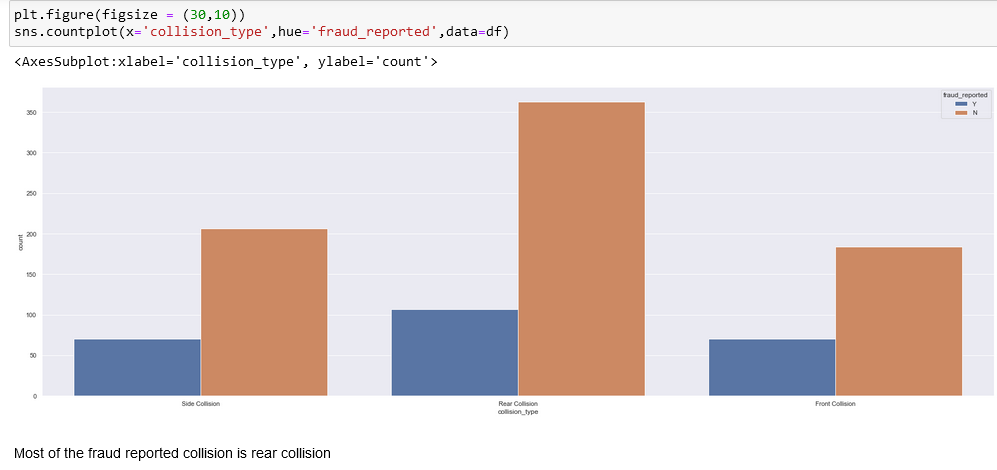 plt.figure(figsize = (30,10))
sns.countplot(x='collision_type',hue='fraud_reported',data=df)
<AxesSubplot:xlabel='collision_type', ylabel='count'>
fraud_reported
Y
N
350
300
250
200
150
100
50
0
count
Side Collision
Rear Collision
Front Collision
collision_type
Most of the fraud reported collision is rear collision